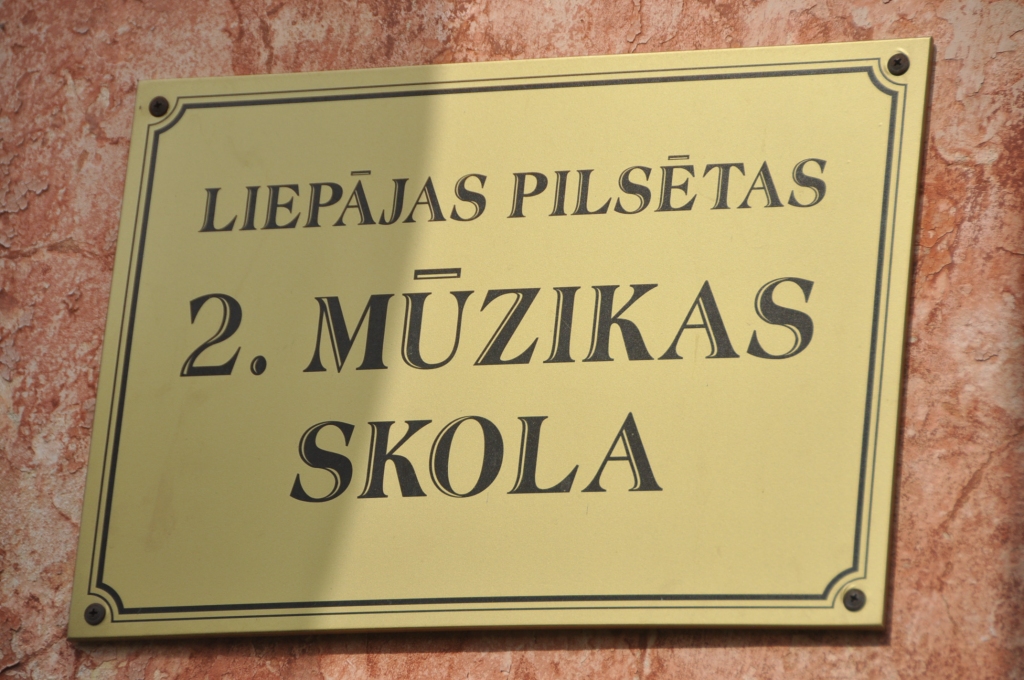 LIEPĀJAS PILSĒTAS
2. MŪZIKAS
SKOLA